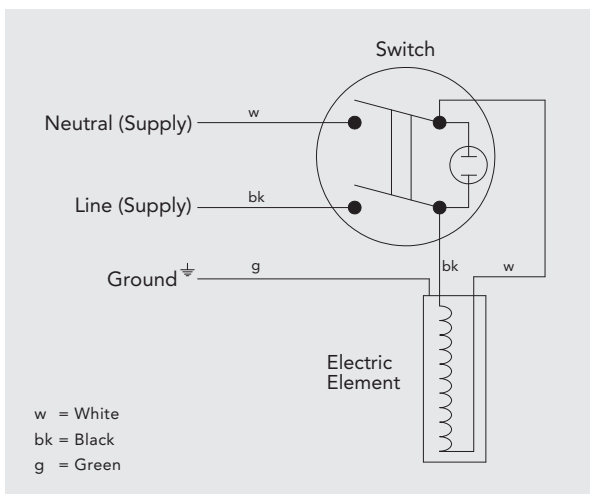 Switch
Neutral (Supply)
w
Line (Supply)
bk
Ground
g
bk
w
Electric
Element
w = White
bk = Black
g = Green